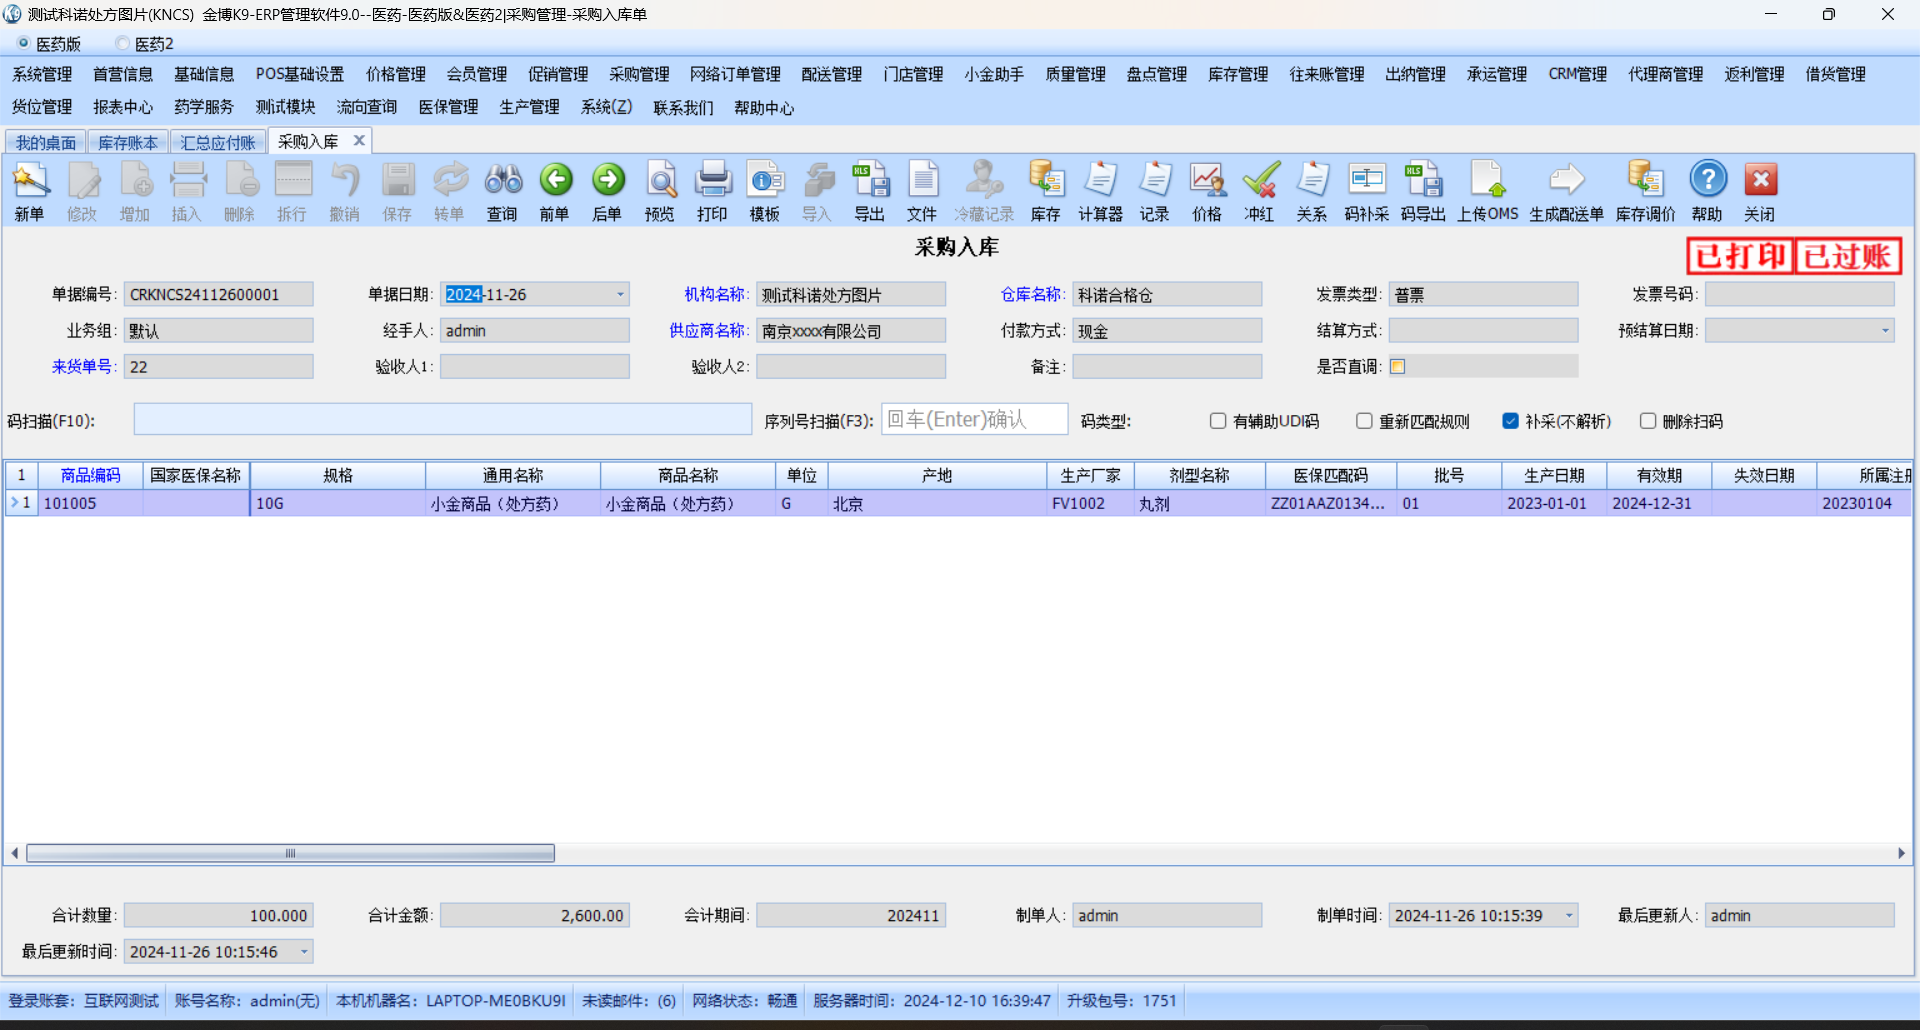 测试科诺处方图片(KNCS) 金博K9-ERP管理软件9.0--医药-医药版&医药2|采购管理-采购入库单
医药版 医药2
系统管理 首营信息 基础信息 POS基础设置 价格管理 会员管理 促销管理 采购管理 网络订单管理 配送管理 门店管理 小金助手 质量管理 盘点管理 库存管理 往来账管理 出纳管理 承运管理 CRM管理 代理商管理 返利管理 借货管理
货位管理 报表中心 药学服务 测试模块 流向查询 医保管理 生产管理 系统(Z) 联系我们 帮助中心
我的桌面 库存账本 汇总应付账 采购入库
新单 修改 增加 插入 删除 拆行 撤销 保存 转单 查询 前单 后单 预览 打印 模板 导入 导出 文件 冷藏记录 库存 计算器 记录 价格 冲红 关系 码补采 码导出 上传OMS 生成配送单 库存调价 帮助 关闭
采购入库
已打印 已过账
单据编号: CRKNCS24112600001 单据日期: 2024-11-26 机构名称: 测试科诺处方图片 仓库名称: 科诺合格仓 发票类型: 普票 发票号码:
业务组: 默认 经手人: admin 供应商名称: 南京xxxx有限公司 付款方式: 现金 结算方式: 预结算日期:
来货单号: 22 验收人1: 验收人2: 备注: 是否直调:
码扫描(F10): 序列号扫描(F3): 回车(Enter)确认 码类型: 有辅助UDI码 重新匹配规则 补采(不解析) 删除扫码
1 商品编码 国家医保名称 规格 通用名称 商品名称 单位 产地 生产厂家 剂型名称 医保匹配码 批号 生产日期 有效期 失效日期 所属注册
1 101005 10G 小金商品（处方药） 小金商品（处方药） G 北京 FV1002 丸剂 ZZ01AAZ0134... 01 2023-01-01 2024-12-31 20230104
合计数量: 100.000 合计金额: 2,600.00 会计期间: 202411 制单人: admin 制单时间: 2024-11-26 10:15:39 最后更新人: admin
最后更新时间: 2024-11-26 10:15:46
登录账套: 互联网测试 账号名称: admin(无) 本机机器名: LAPTOP-ME0BKU9I 未读邮件: (6) 网络状态: 畅通 服务器时间: 2024-12-10 16:39:47 升级包号: 1751